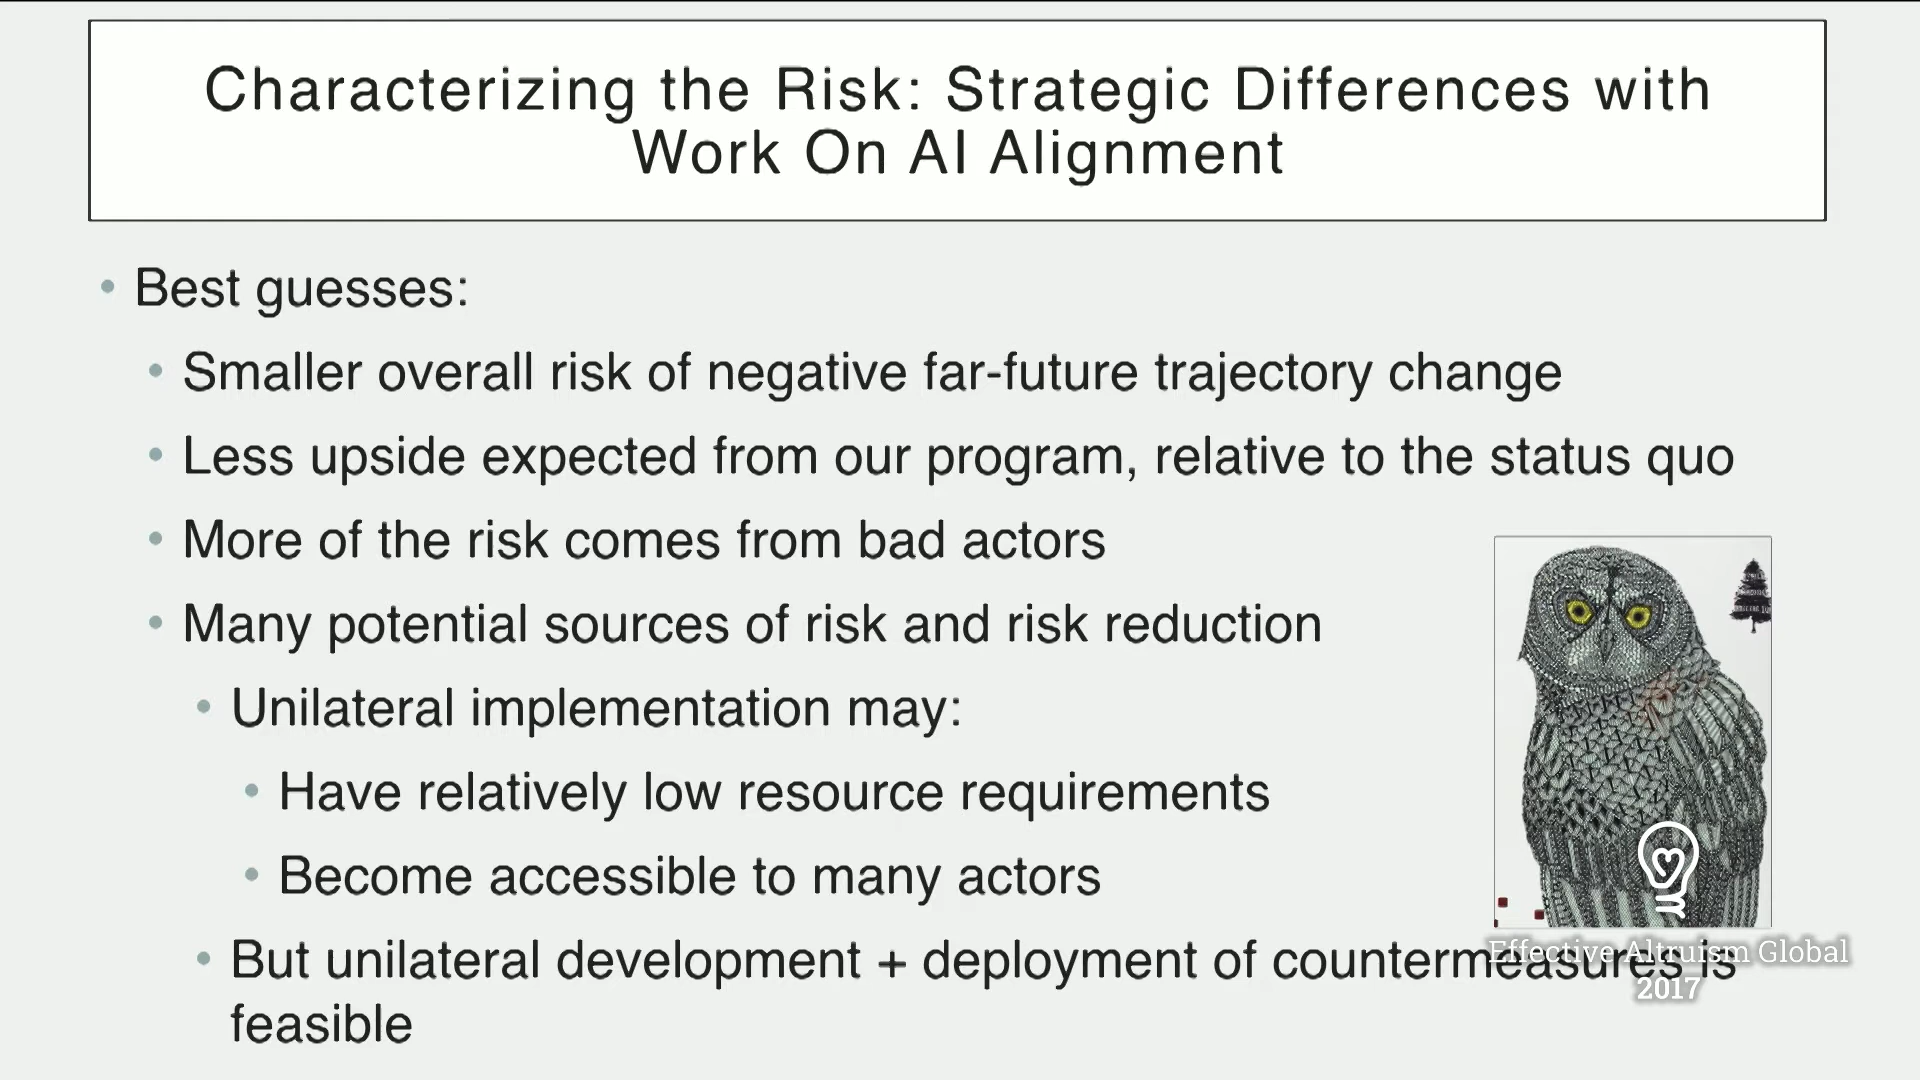 Characterizing the Risk: Strategic Differences with
Work On AI Alignment
• Best guesses:
• Smaller overall risk of negative far-future trajectory change
• Less upside expected from our program, relative to the status quo
• More of the risk comes from bad actors
• Many potential sources of risk and risk reduction
• Unilateral implementation may:
• Have relatively low resource requirements
• Become accessible to many actors
• But unilateral development + deployment of countermeasures is
feasible
Effective Altruism Global
2017